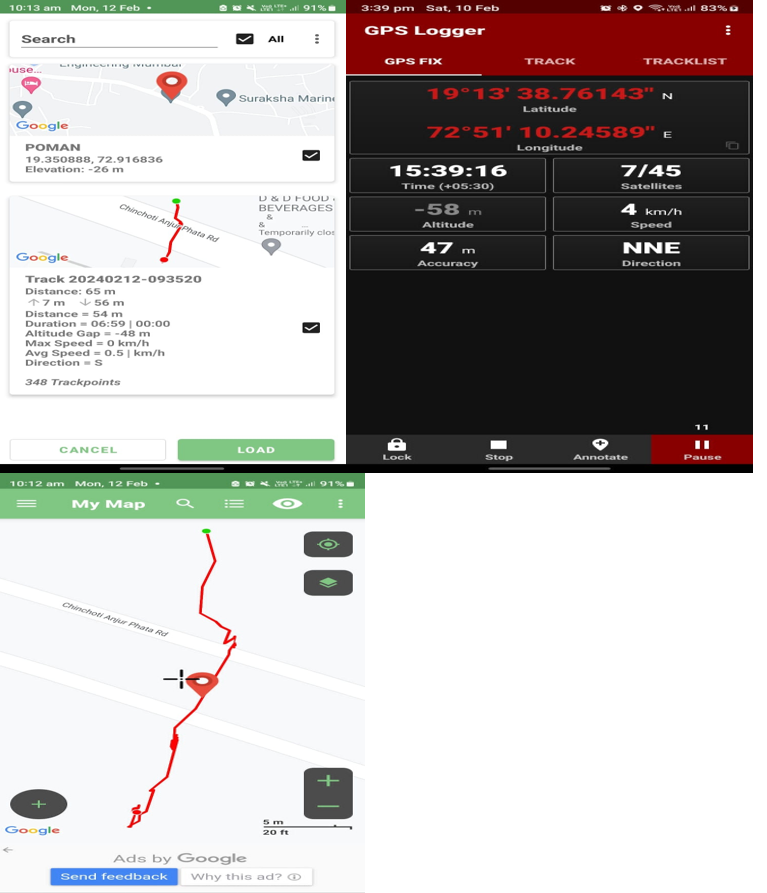 10:13 am Mon, 12 Feb •
91%
Search
All
Engineering Mumbai
use...
Suraksha Marine
Google
POMAN
19.350888, 72.916836
Elevation: -26 m
Chinchoti Anjur Phata Rd
D & D FOOD &
BEVERAGES
&
& ...
Temporarily clos
Google
Track 20240212-093520
Distance: 65 m
↑7 m ↓56 m
Distance = 54 m
Duration = 06:59 | 00:00
Altitude Gap = -48 m
Max Speed = 0 km/h
Avg Speed = 0.5 | km/h
Direction = S
348 Trackpoints
CANCEL
LOAD
3:39 pm Sat, 10 Feb
83%
GPS Logger
GPS FIX
TRACK
TRACKLIST
19°13' 38.76143" N
Latitude
72°51' 10.24589" E
Longitude
15:39:16
Time (+05:30)
7/45
Satellites
-58 m
Altitude
4 km/h
Speed
47 m
Accuracy
NNE
Direction
11
Lock
Stop
Annotate
Pause
10:12 am Mon, 12 Feb •
91%
My Map
Chinchoti Anjur Phata Rd
5 m
20 ft
Google
Ads by Google
Send feedback
Why this ad?